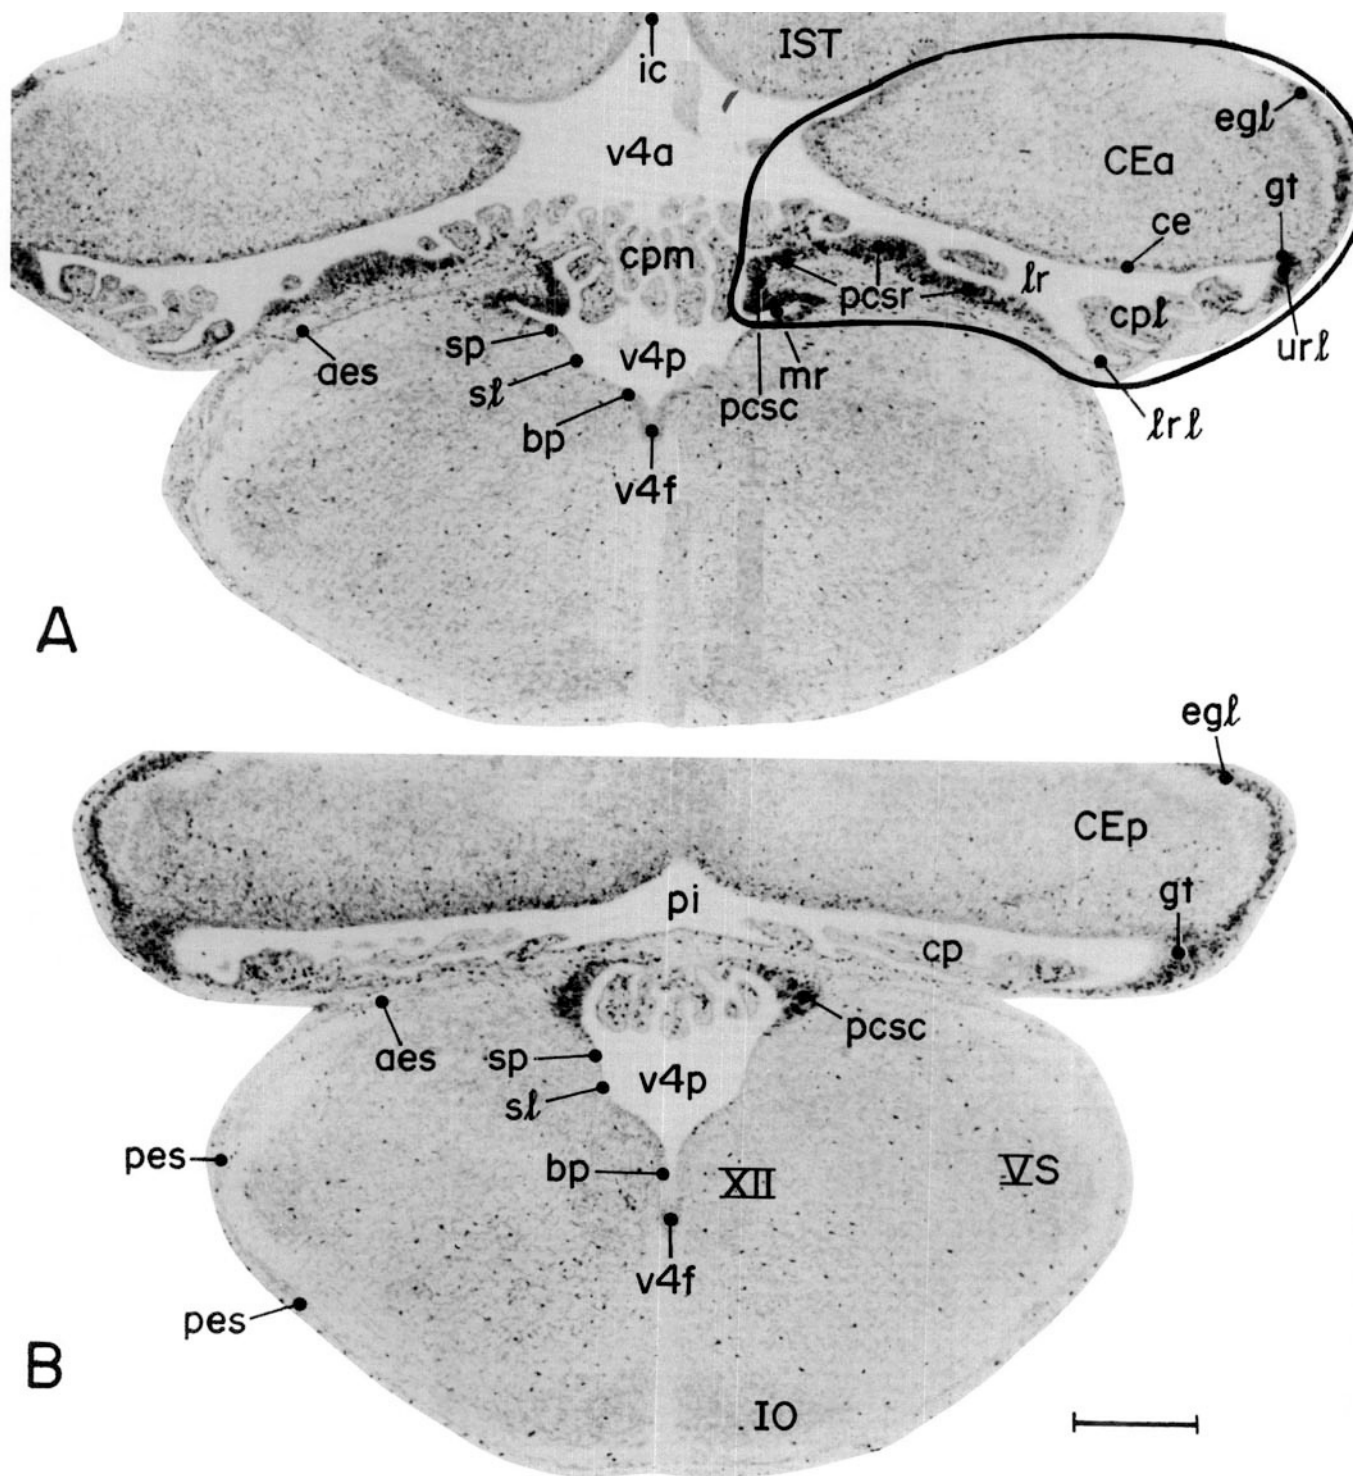 IST
ic
egℓ
v4a
CEa
gt
ce
cpm
ℓr
pcsr
cpℓ
sp
v4p
urℓ
aes
mr
sℓ
pcsc
bp
ℓrℓ
v4f
A
egℓ
CEp
gt
pi
cp
pcsc
aes
sp
v4p
sℓ
pes
bp
XII
VS
v4f
pes
B
IO